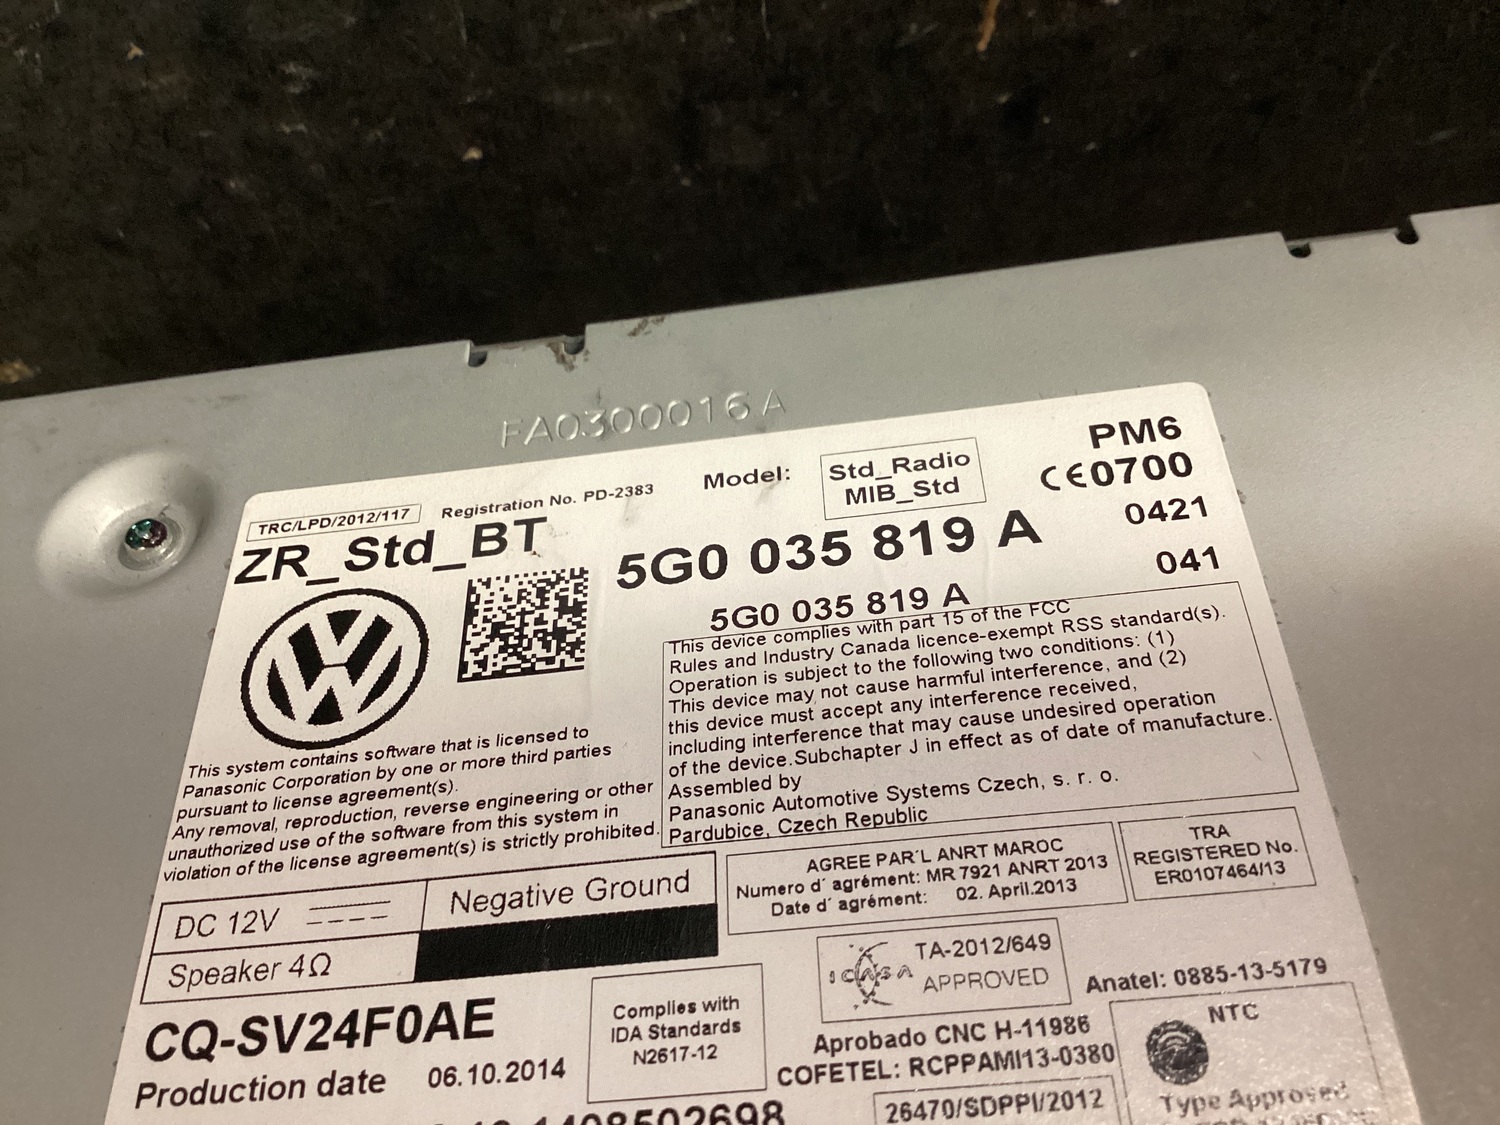 FA0300016A
TRC/LPD/2012/117
Registration No. PD-2383
Model:
Std_Radio
MIB_Std
PM6
CE0700
0421
041
ZR_Std_BT
5G0 035 819 A
5G0 035 819 A
This device complies with part 15 of the FCC
Rules and Industry Canada licence-exempt RSS standard(s).
Operation is subject to the following two conditions: (1)
This device may not cause harmful interference, and (2)
this device must accept any interference received,
including interference that may cause undesired operation
of the device.Subchapter J in effect as of date of manufacture.
Assembled by
Panasonic Automotive Systems Czech, s. r. o.
Pardubice, Czech Republic
This system contains software that is licensed to
Panasonic Corporation by one or more third parties
pursuant to license agreement(s).
Any removal, reproduction, reverse engineering or other
unauthorized use of the software from this system in
violation of the license agreement(s) is strictly prohibited.
DC 12V
Negative Ground
Speaker 4Ω
AGREE PAR´L ANRT MAROC
Numero d´ agrément: MR 7921 ANRT 2013
Date d´ agrément: 02. April.2013
TRA
REGISTERED No.
ER0107464/13
ICASA
TA-2012/649
APPROVED
Anatel: 0885-13-5179
CQ-SV24F0AE
Production date 06.10.2014
Complies with
IDA Standards
N2617-12
Aprobado CNC H-11986
COFETEL: RCPPAMI13-0380
26470/SDPPI/2012
NTC
Type Approved